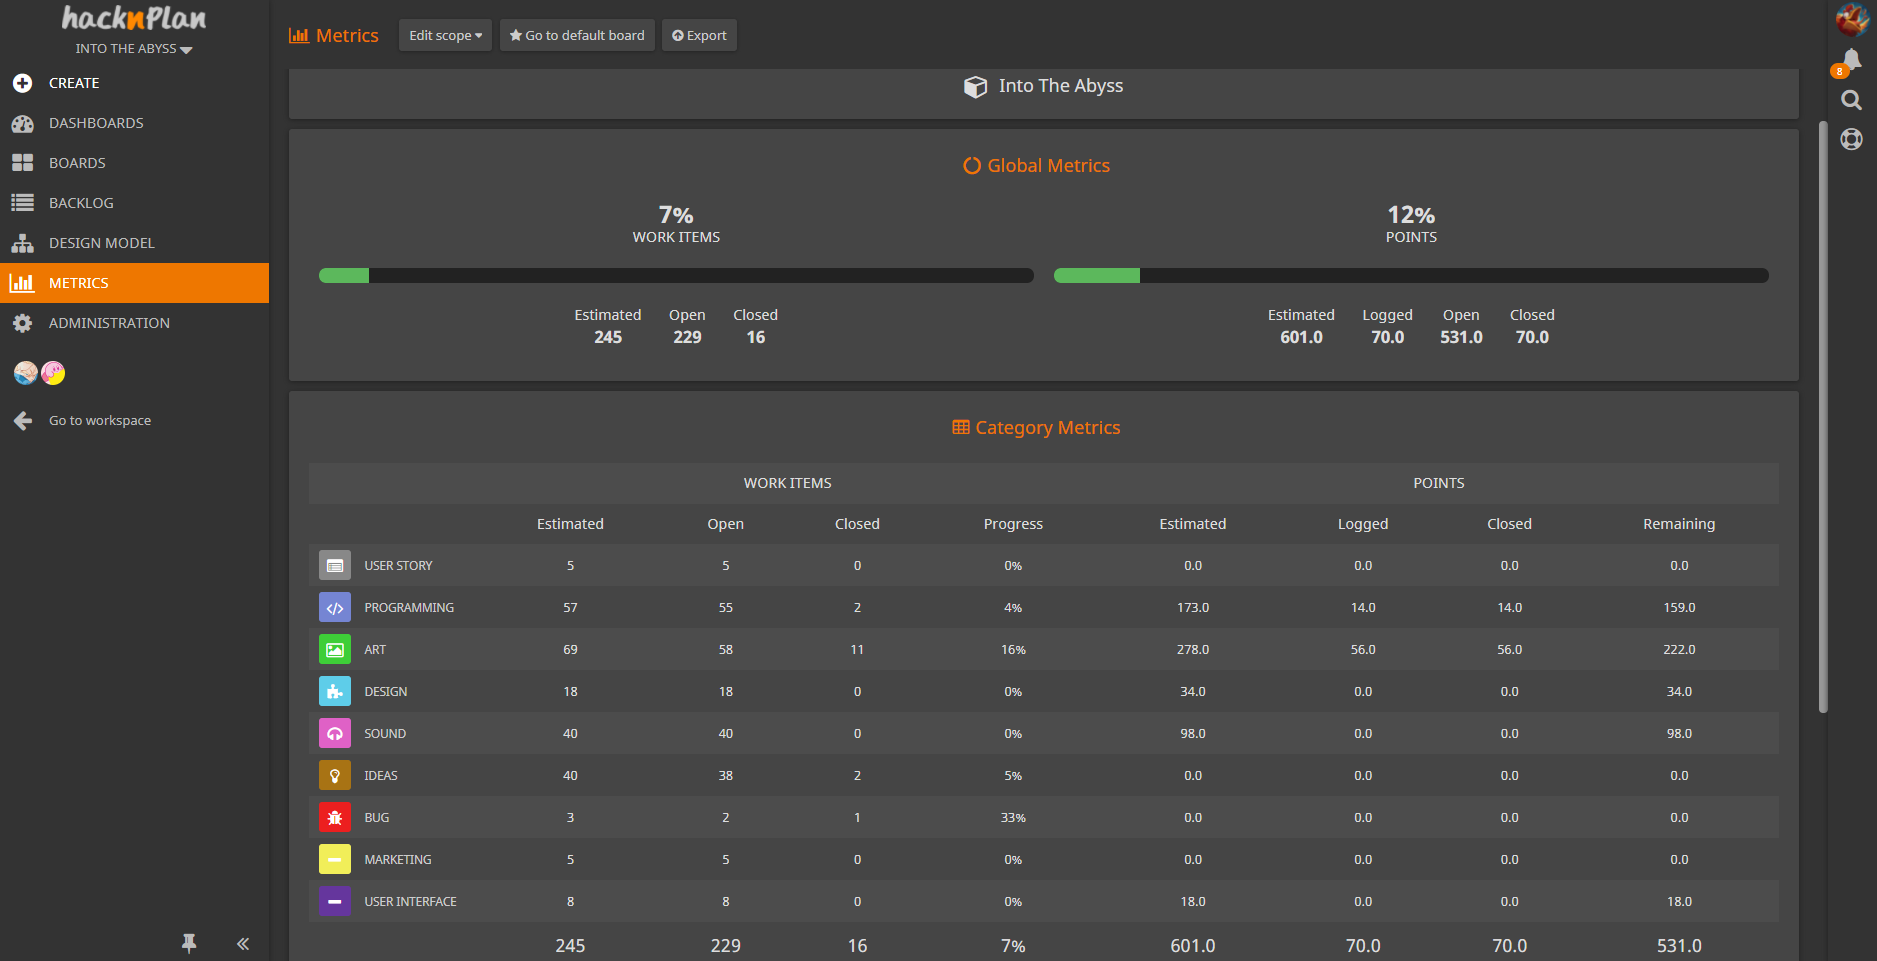 hacknPlan
INTO THE ABYSS
CREATE
DASHBOARDS
BOARDS
BACKLOG
DESIGN MODEL
METRICS
ADMINISTRATION
Go to workspace
Metrics
Edit scope
Go to default board
Export
8
Into The Abyss
Global Metrics
7%
WORK ITEMS
Estimated Open Closed
245 229 16
12%
POINTS
Estimated Logged Open Closed
601.0 70.0 531.0 70.0
Category Metrics
WORK ITEMS POINTS
Estimated Open Closed Progress Estimated Logged Closed Remaining
USER STORY 5 5 0 0% 0.0 0.0 0.0 0.0
PROGRAMMING 57 55 2 4% 173.0 14.0 14.0 159.0
ART 69 58 11 16% 278.0 56.0 56.0 222.0
DESIGN 18 18 0 0% 34.0 0.0 0.0 34.0
SOUND 40 40 0 0% 98.0 0.0 0.0 98.0
IDEAS 40 38 2 5% 0.0 0.0 0.0 0.0
BUG 3 2 1 33% 0.0 0.0 0.0 0.0
MARKETING 5 5 0 0% 0.0 0.0 0.0 0.0
USER INTERFACE 8 8 0 0% 18.0 0.0 0.0 18.0
245 229 16 7% 601.0 70.0 70.0 531.0